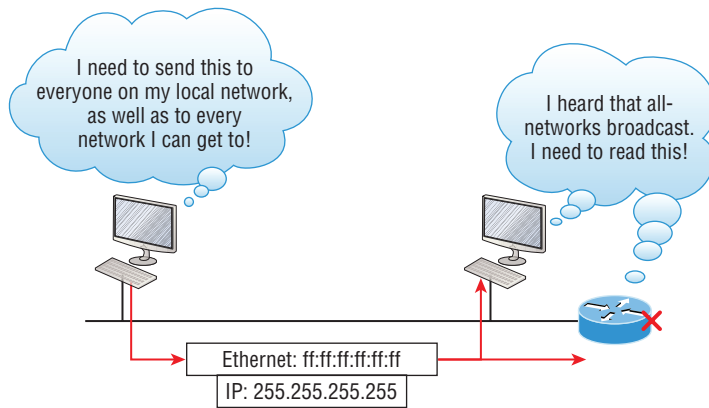 I need to send this to
everyone on my local network,
as well as to every
network I can get to!
I heard that all-
networks broadcast.
I need to read this!
Ethernet: ff:ff:ff:ff:ff:ff
IP: 255.255.255.255